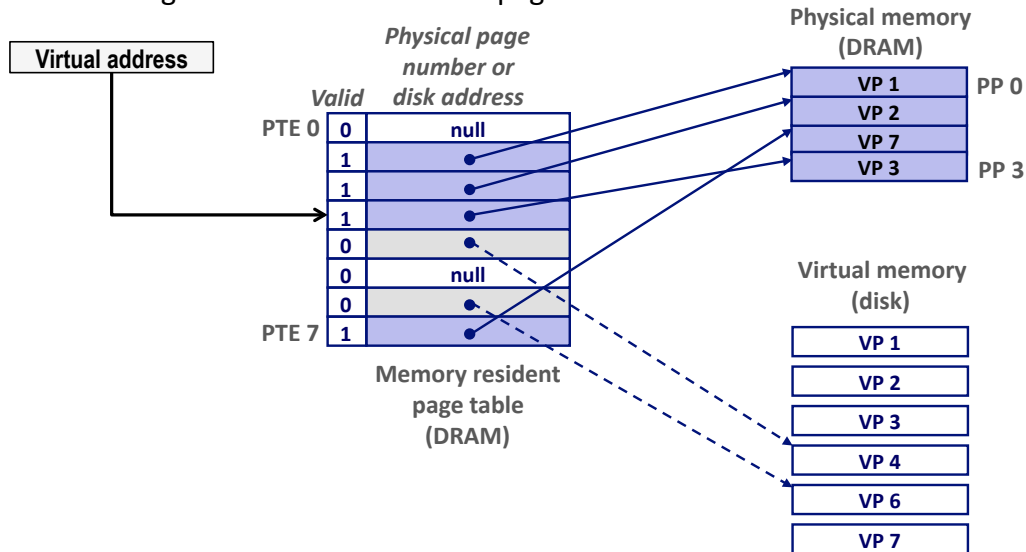 Virtual address
Physical page
number or
disk address
Valid
PTE 0
0
null
1
1
1
0
0
null
0
PTE 7
1
Memory resident
page table
(DRAM)
Physical memory
(DRAM)
VP 1
PP 0
VP 2
VP 7
VP 3
PP 3
Virtual memory
(disk)
VP 1
VP 2
VP 3
VP 4
VP 6
VP 7